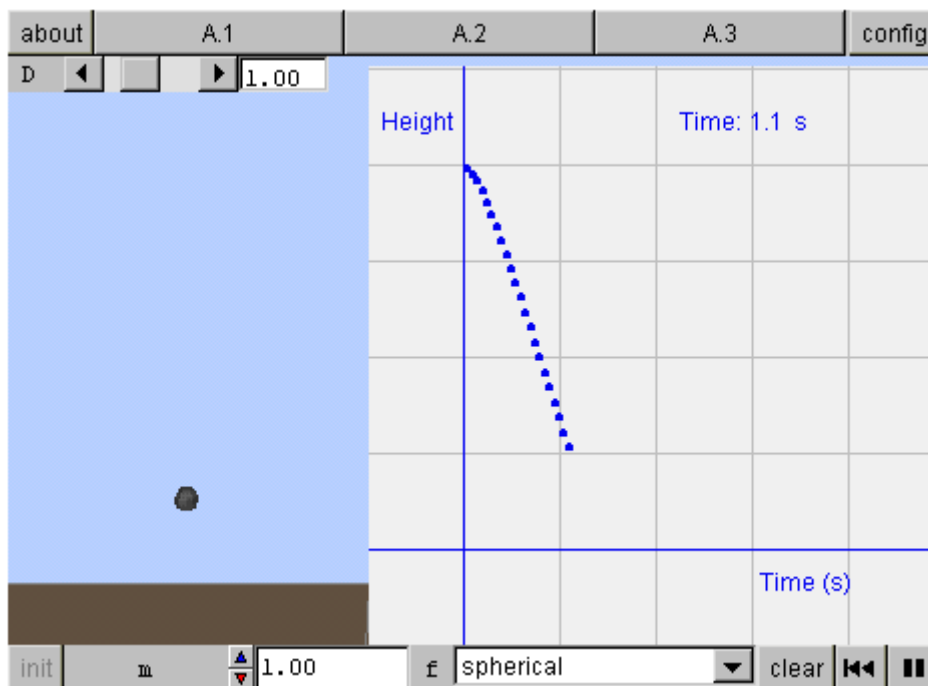 about A.1 A.2 A.3 config
D 1.00
Height Time: 1.1 s
Time (s)
init m 1.00 f spherical clear